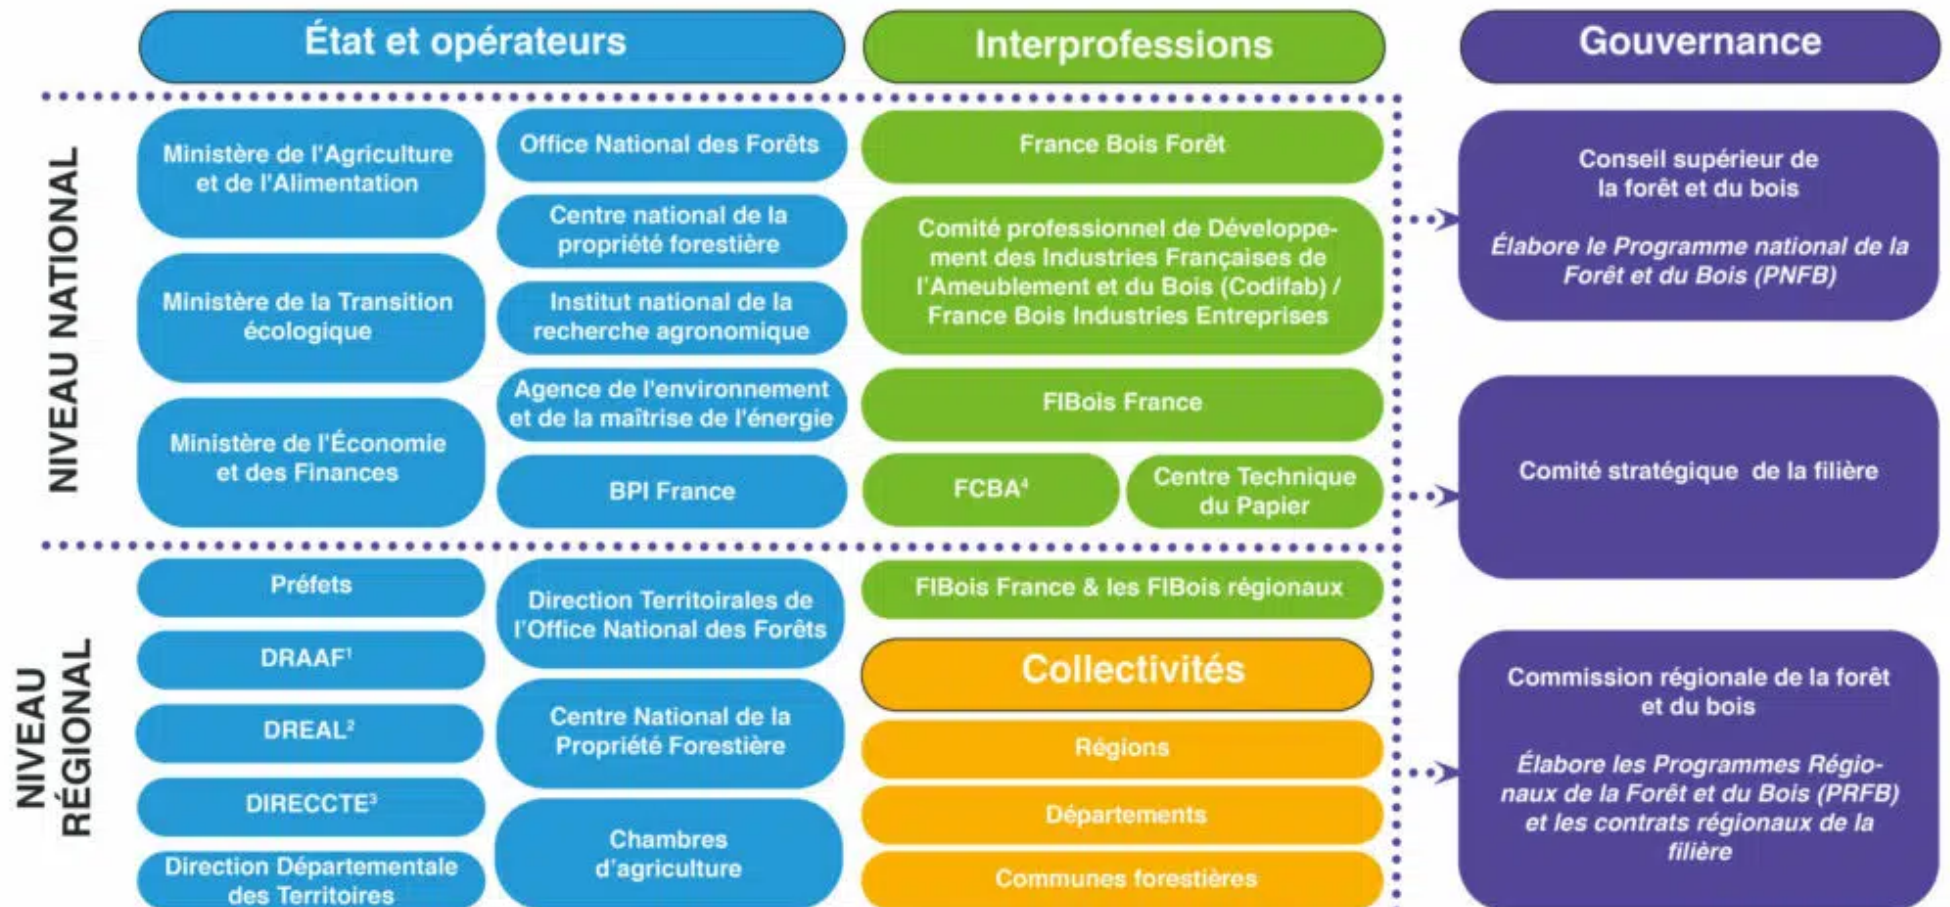 État et opérateurs
Interprofessions
Gouvernance
NIVEAU NATIONAL
Ministère de l'Agriculture
et de l'Alimentation
Ministère de la Transition
écologique
Ministère de l'Économie
et des Finances
Office National des Forêts
Centre national de la
propriété forestière
Institut national de la
recherche agronomique
Agence de l'environnement
et de la maîtrise de l'énergie
BPI France
France Bois Forêt
Comité professionnel de Développe-
ment des Industries Françaises de
l'Ameublement et du Bois (Codifab) /
France Bois Industries Entreprises
FIBois France
FCBA⁴
Centre Technique
du Papier
Conseil supérieur de
la forêt et du bois
Élabore le Programme national de la
Forêt et du Bois (PNFB)
Comité stratégique de la filière
NIVEAU
RÉGIONAL
Préfets
DRAAF¹
DREAL²
DIRECCTE³
Direction Départementale
des Territoires
Direction Territoirales de
l'Office National des Forêts
Centre National de la
Propriété Forestière
Chambres
d'agriculture
FIBois France & les FIBois régionaux
Collectivités
Régions
Départements
Communes forestières
Commission régionale de la forêt
et du bois
Élabore les Programmes Régio-
naux de la Forêt et du Bois (PRFB)
et les contrats régionaux de la
filière